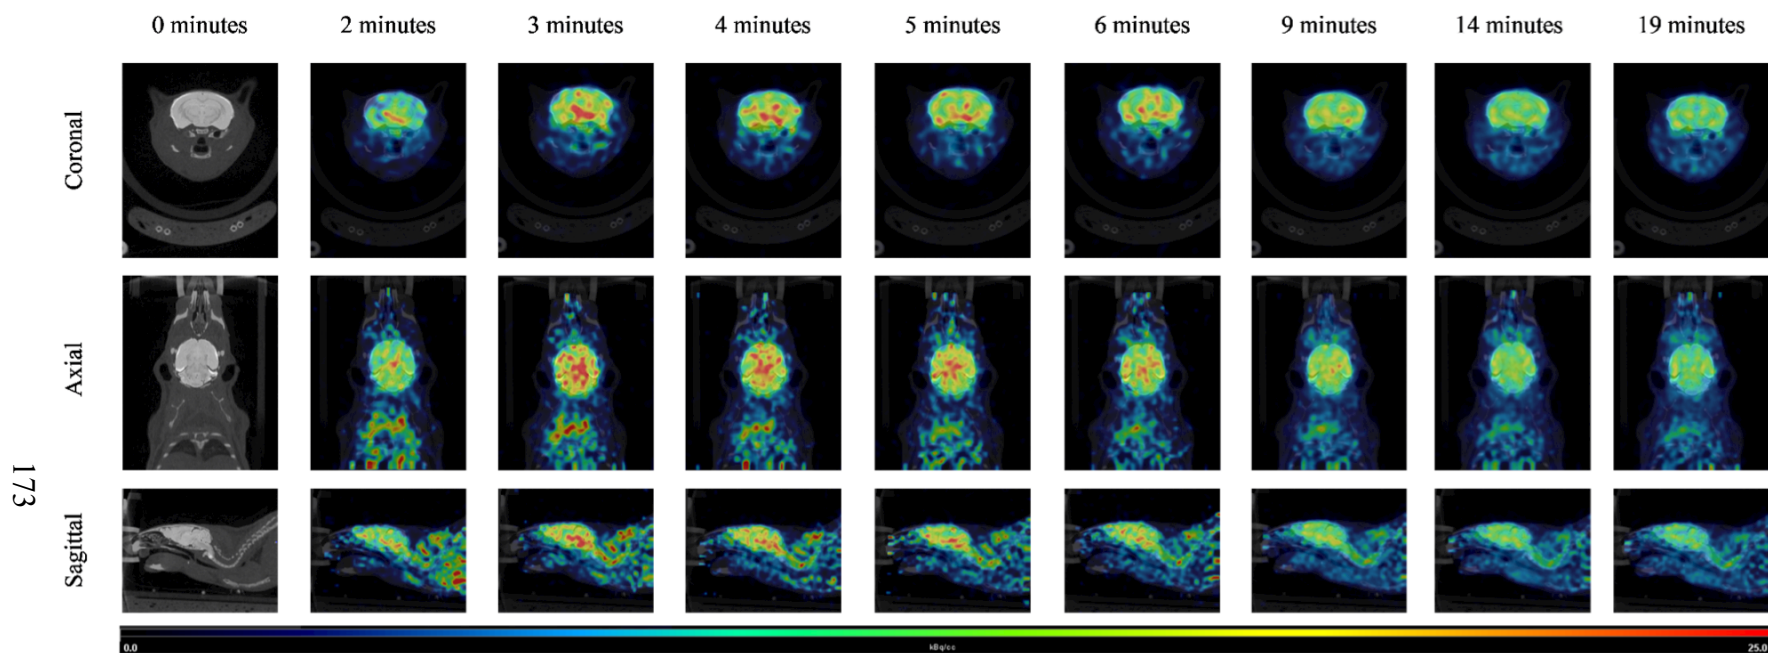 0 minutes 2 minutes 3 minutes 4 minutes 5 minutes 6 minutes 9 minutes 14 minutes 19 minutes
Coronal
Axial
173
Sagittal
0.0 kBq/cc 25.0